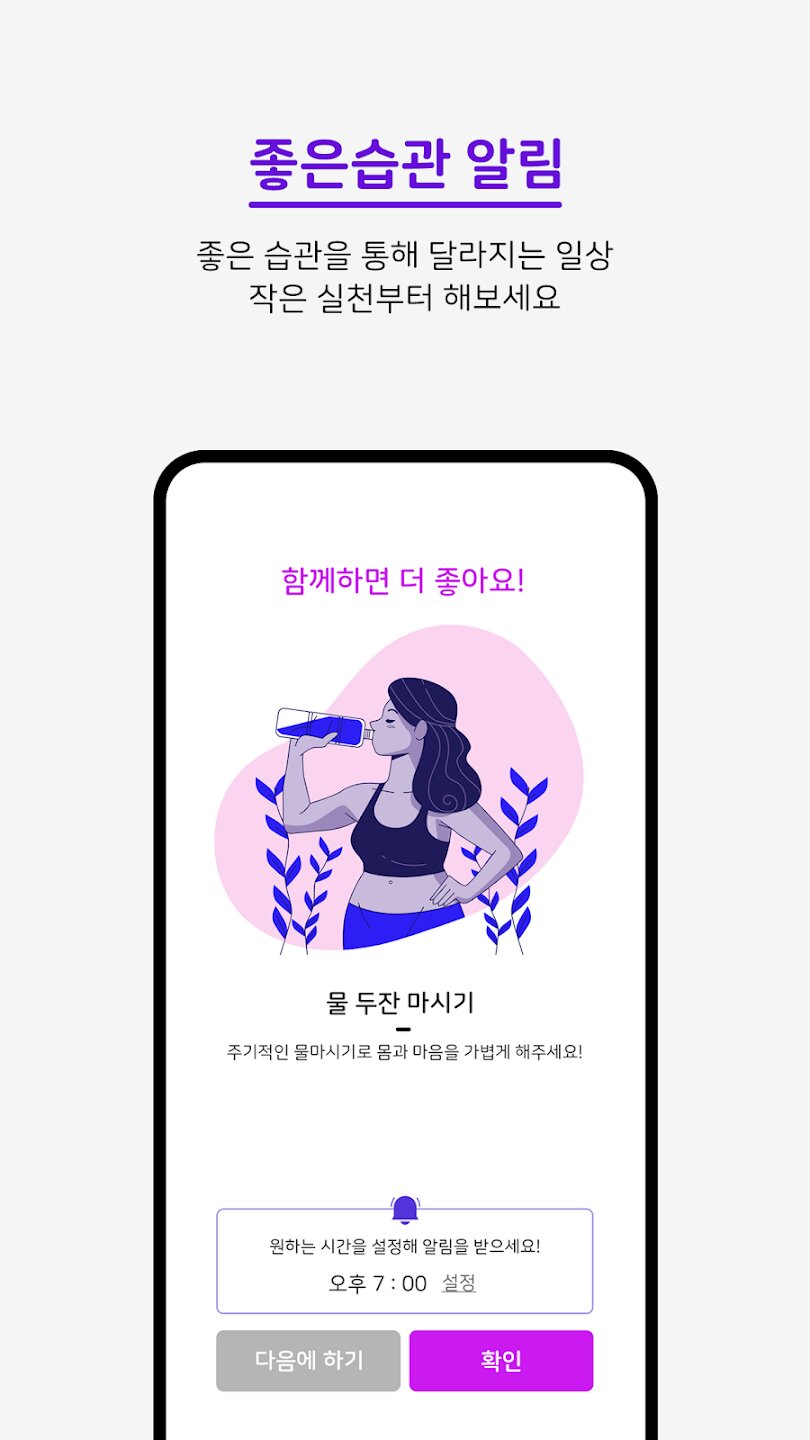 좋은습관 알림
좋은 습관을 통해 달라지는 일상
작은 실천부터 해보세요
함께하면 더 좋아요!
물 두잔 마시기
주기적인 물마시기로 몸과 마음을 가볍게 해주세요!
원하는 시간을 설정해 알림을 받으세요!
오후 7 : 00 설정
다음에 하기 확인